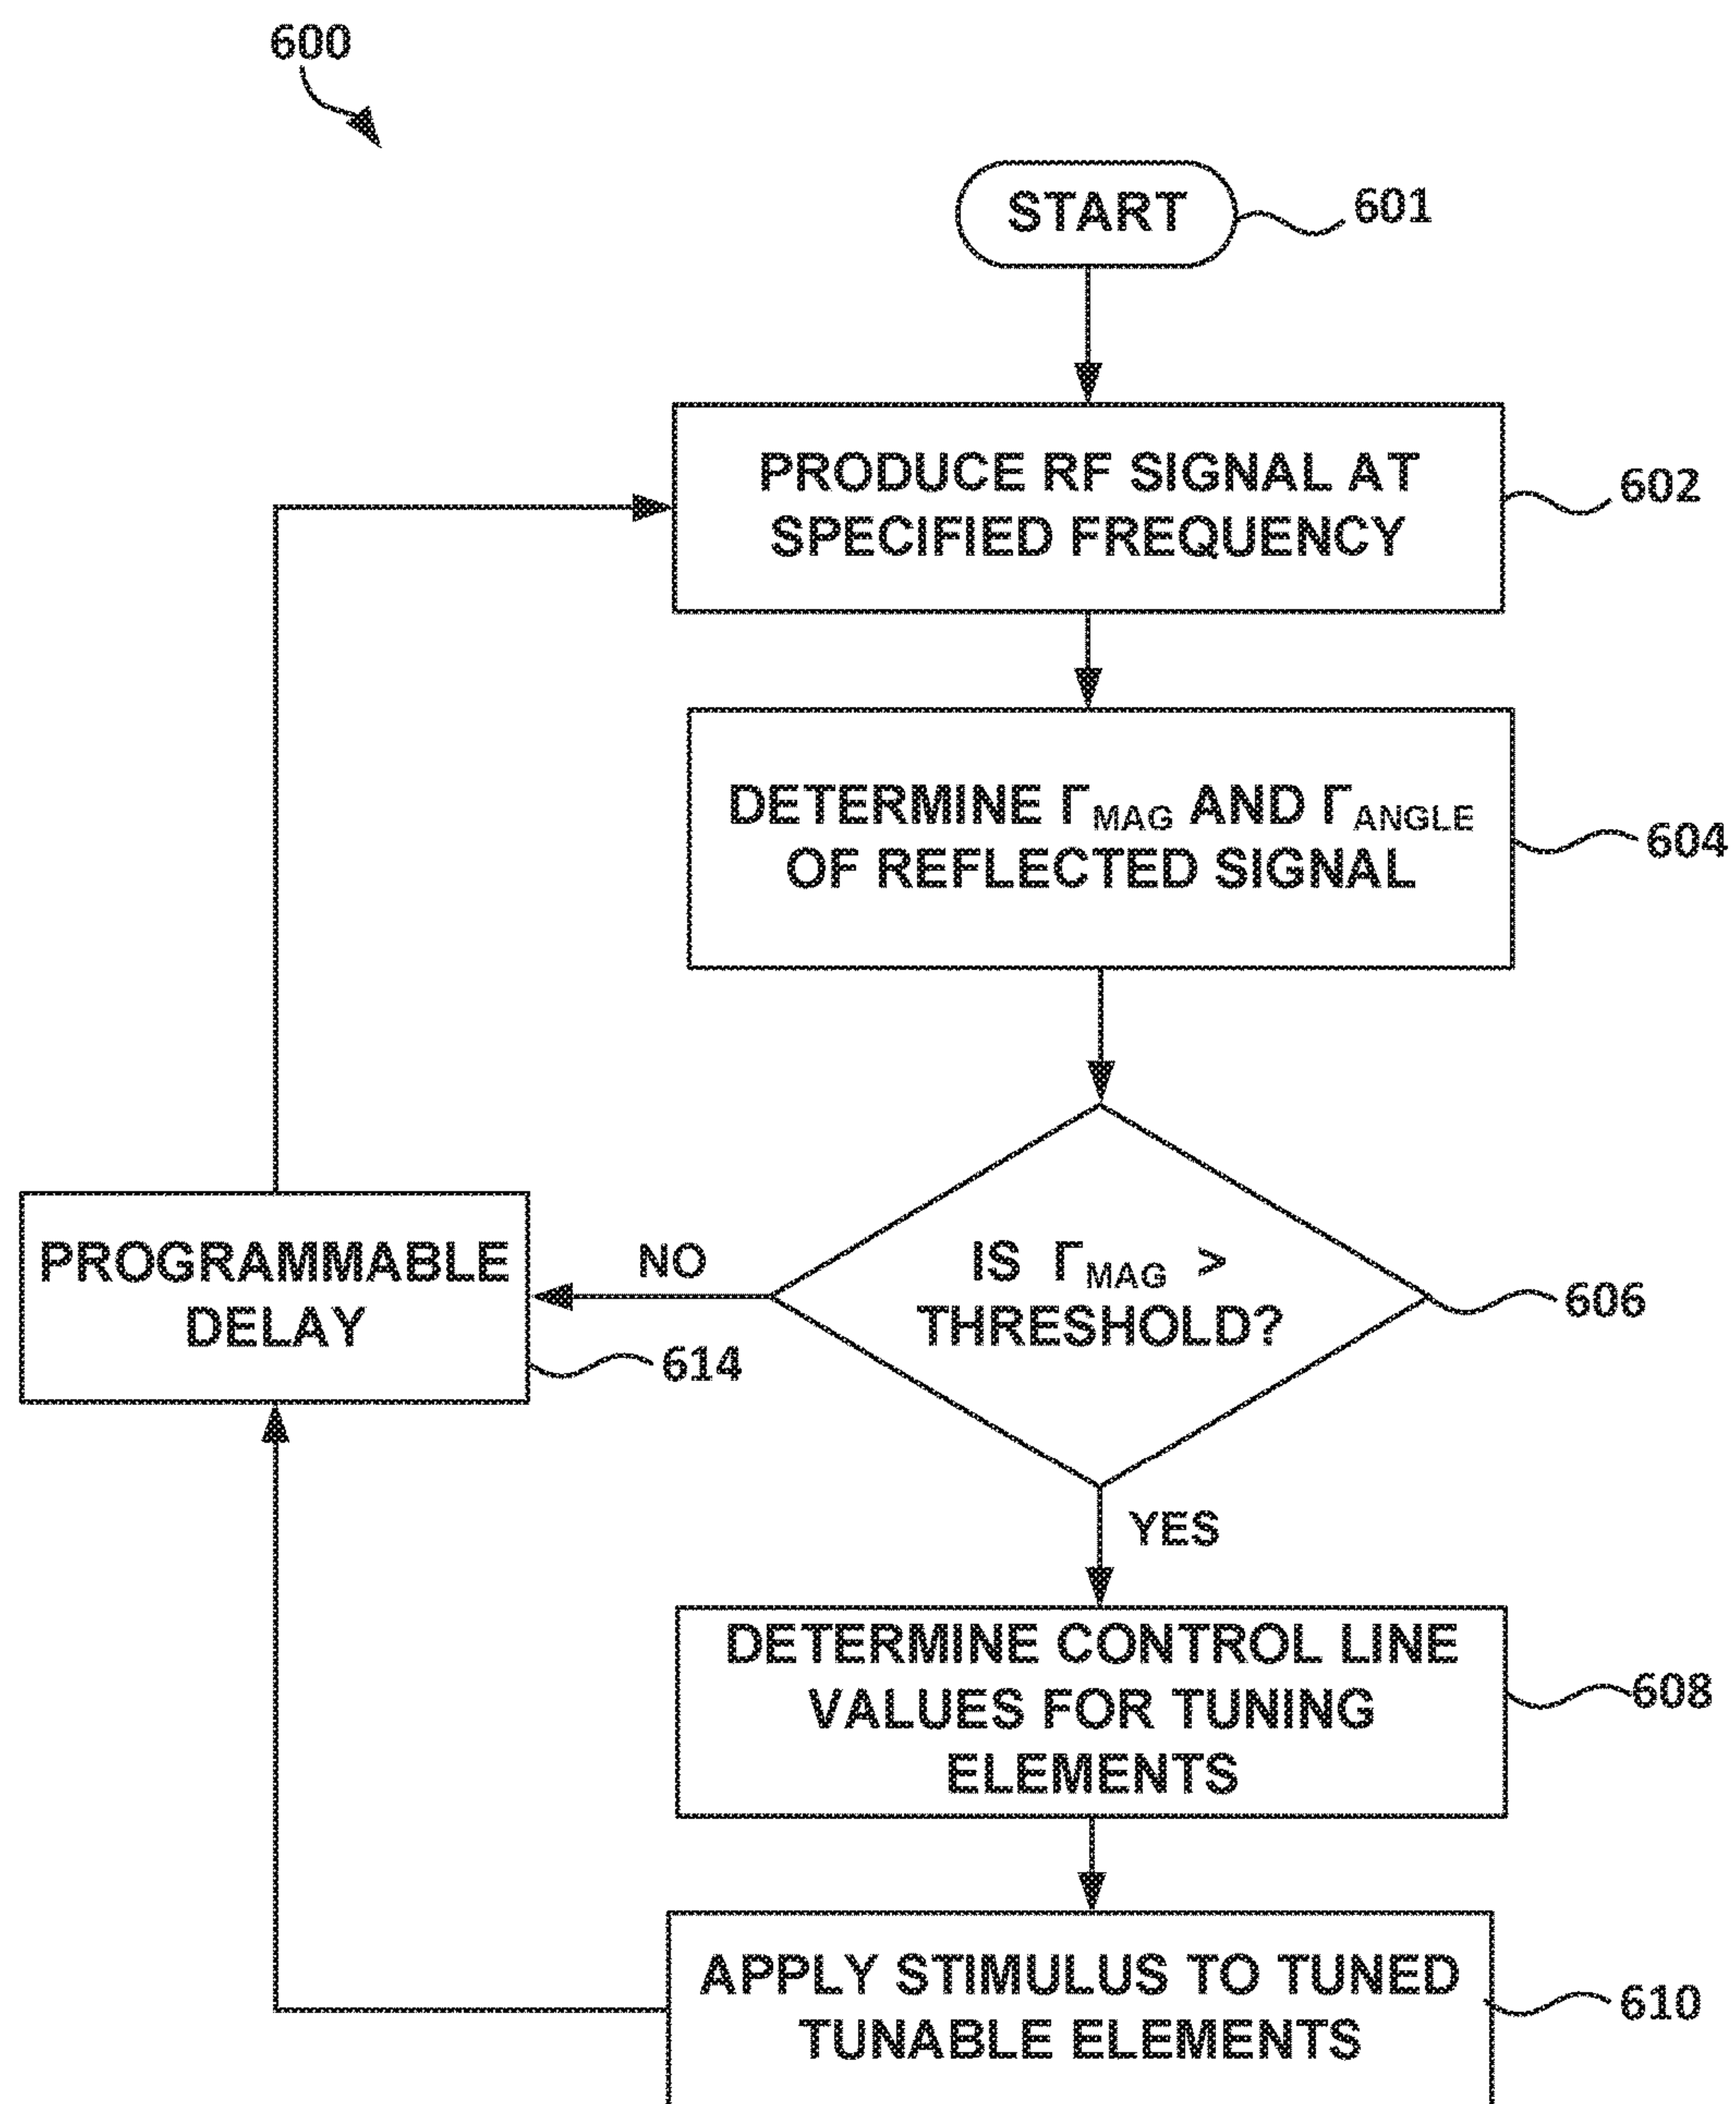 600
START
601
PRODUCE RF SIGNAL AT
SPECIFIED FREQUENCY
602
DETERMINE ΓMAG AND ΓANGLE
OF REFLECTED SIGNAL
604
IS ΓMAG >
THRESHOLD?
606
NO
PROGRAMMABLE
DELAY
614
YES
DETERMINE CONTROL LINE
VALUES FOR TUNING
ELEMENTS
608
APPLY STIMULUS TO TUNED
TUNABLE ELEMENTS
610